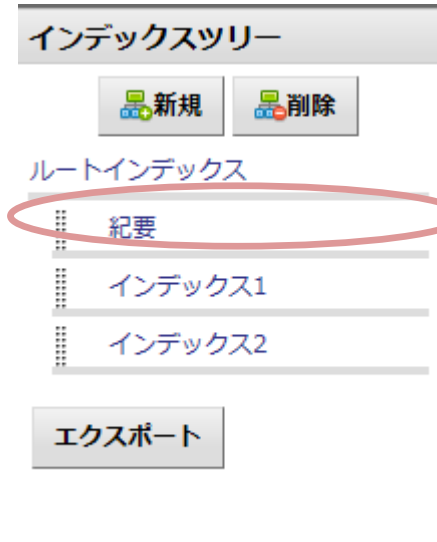 インデックスツリー
新規 削除
ルートインデックス
紀要
インデックス1
インデックス2
エクスポート